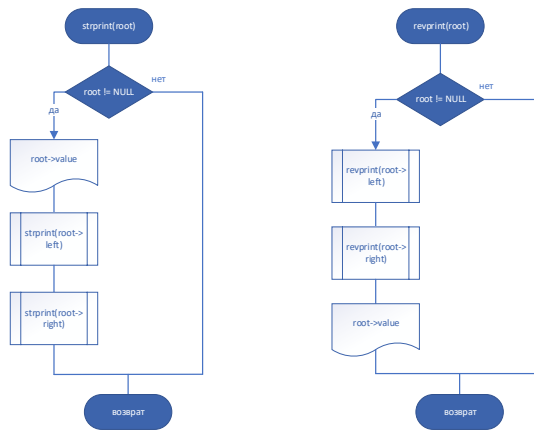 strprint(root)
root != NULL
нет
да
root->value
strprint(root->
left)
strprint(root->
right)
возврат
revprint(root)
root != NULL
нет
да
revprint(root->
left)
revprint(root->
right)
root->value
возврат